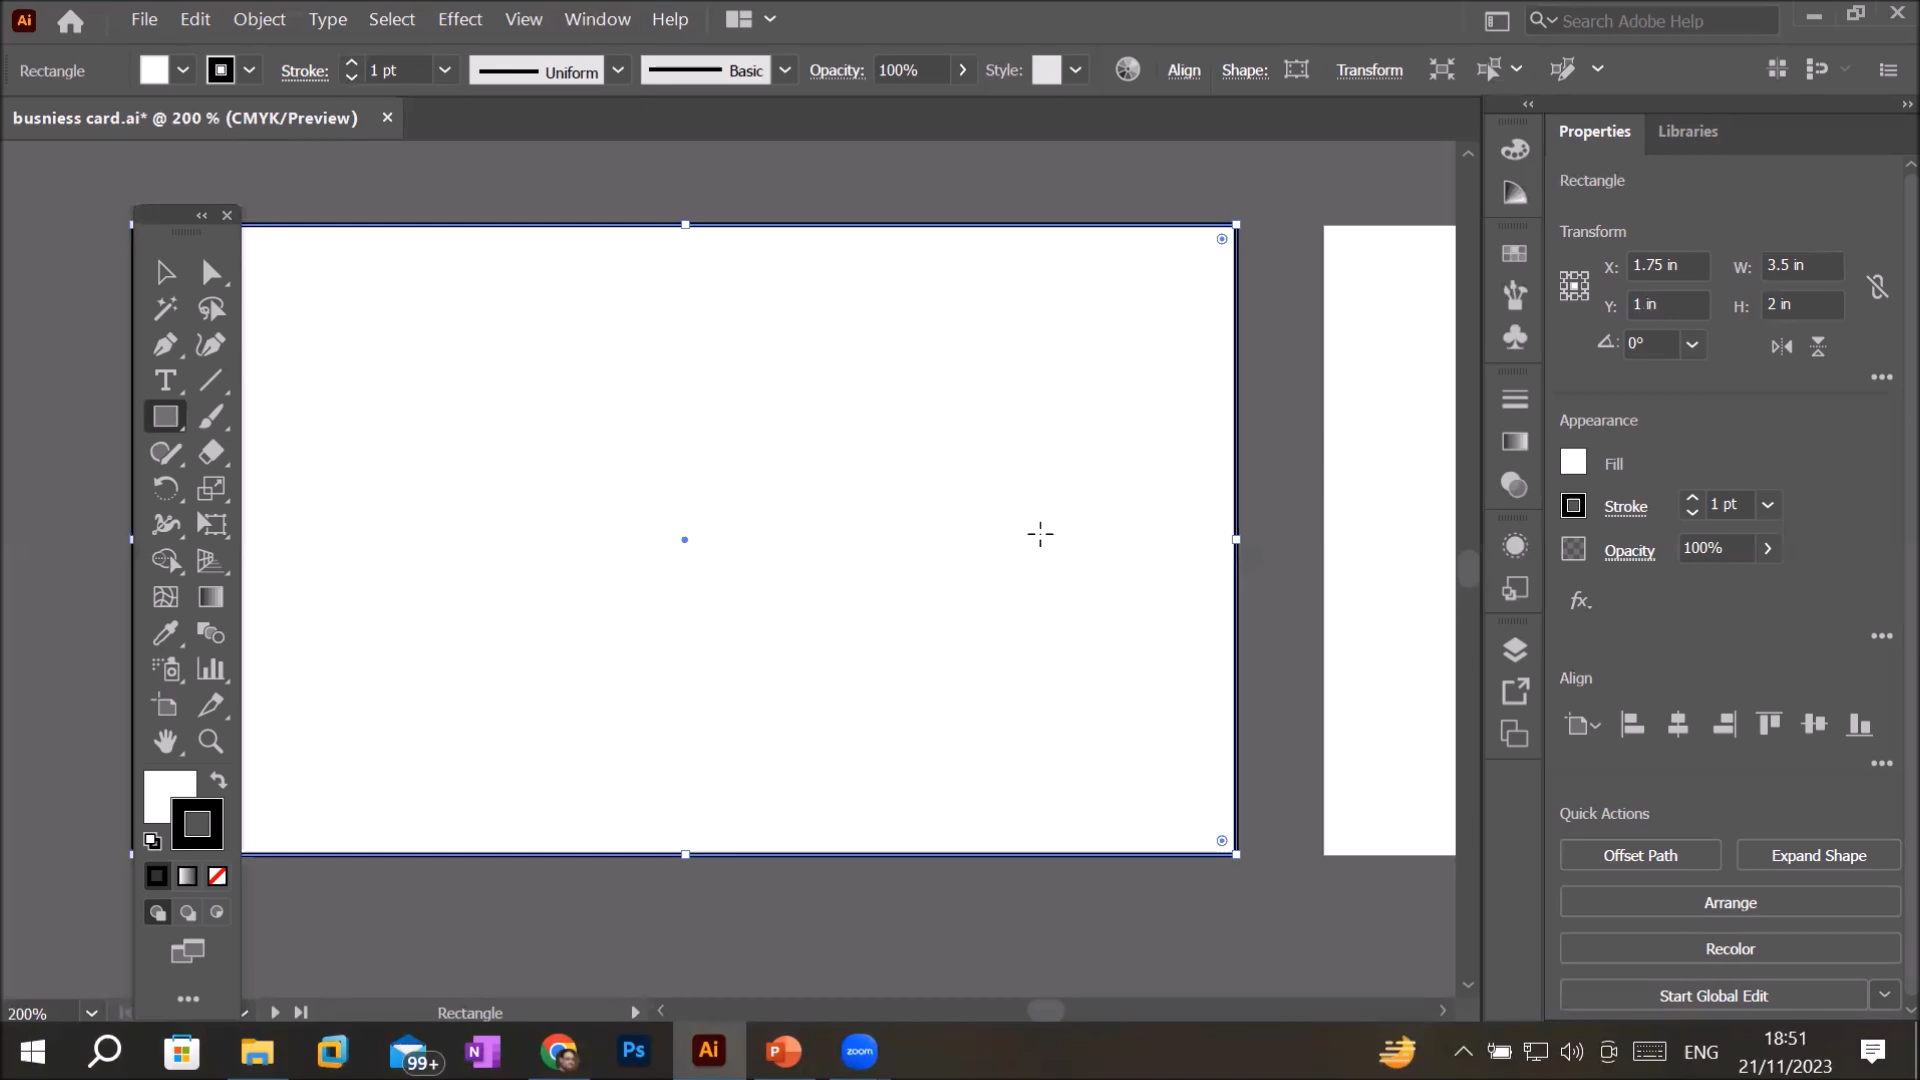 Ai File Edit Object Type Select Effect View Window Help Search Adobe Help
Rectangle Stroke: 1 pt Uniform Basic Opacity: 100% Style: Align Shape: Transform
busniess card.ai* @ 200 % (CMYK/Preview)
Properties Libraries
Rectangle
Transform
X: 1.75 in W: 3.5 in
Y: 1 in H: 2 in
0°
Appearance
Fill
Stroke 1 pt
Opacity 100%
fx
Align
Quick Actions
Offset Path Expand Shape
Arrange
Recolor
Start Global Edit
200% Rectangle
99+ N Ps Ai P zoom ENG 18:51
21/11/2023